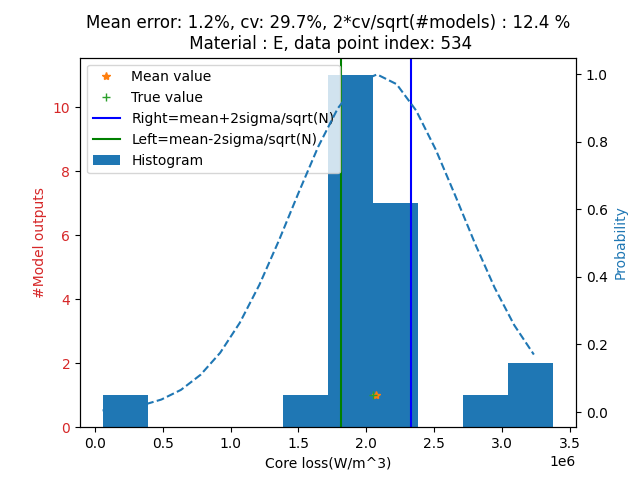 Mean error: 1.2%, cv: 29.7%, 2*cv/sqrt(#models) : 12.4 %
Material : E, data point index: 534
Mean value
True value
Right=mean+2sigma/sqrt(N)
Left=mean-2sigma/sqrt(N)
Histogram
#Model outputs
0
2
4
6
8
10
0.0
0.2
0.4
0.6
0.8
1.0
Probability
0.0 0.5 1.0 1.5 2.0 2.5 3.0 3.5
1e6
Core loss(W/m^3)